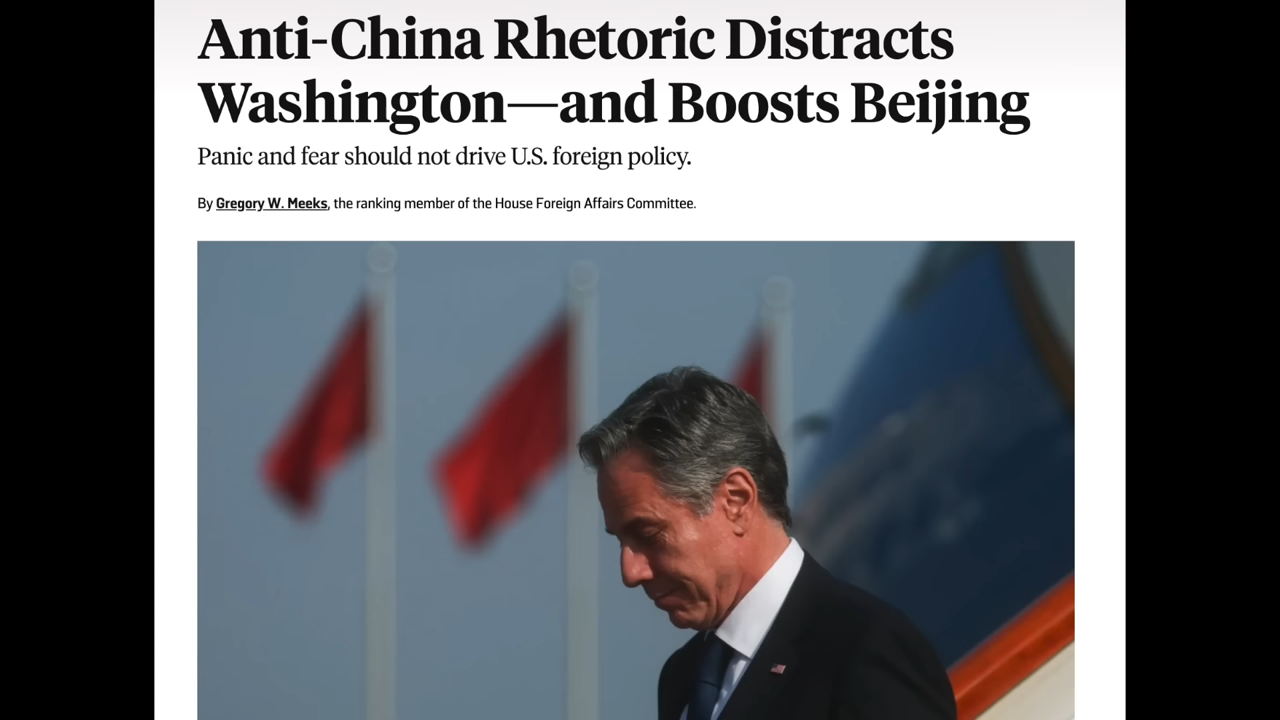 Anti-China Rhetoric Distracts
Washington—and Boosts Beijing
Panic and fear should not drive U.S. foreign policy.
By Gregory W. Meeks, the ranking member of the House Foreign Affairs Committee.